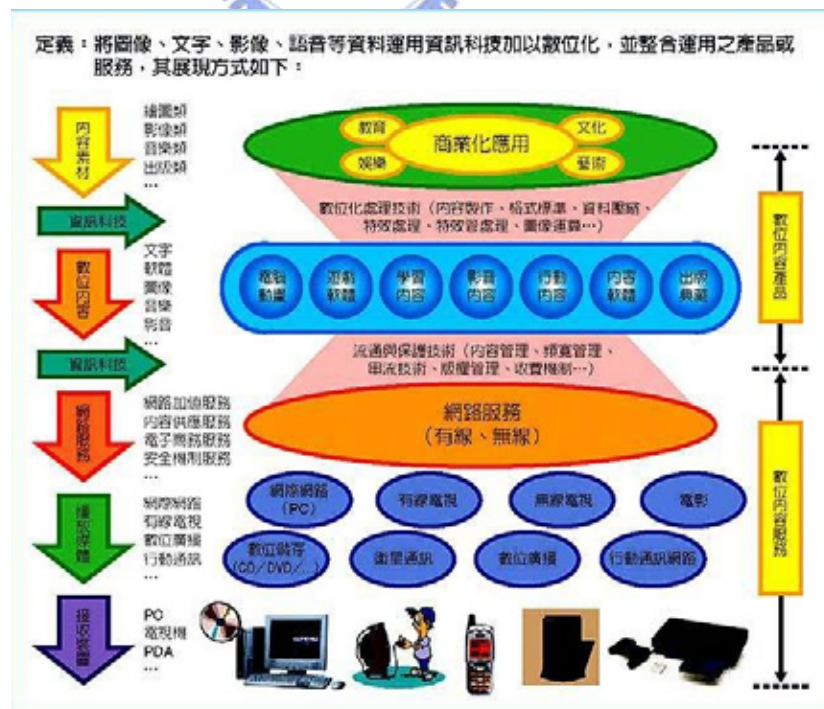 定義：將圖像、文字、影像、語音等資料運用資訊科技加以數位化，並整合運用之產品或
服務，其展現方式如下：
內容素材
繪圖類
影像類
音樂類
出版類
…
教育
文化
商業化應用
娛樂
藝術
資訊科技
數位化處理技術（內容製作、格式標準、資料壓縮、
特效處理、特效管處理、圖像運算…）
數位內容
文字
軟體
圖像
音樂
影音
…
電腦
動畫
遊戲
軟體
學習
內容
影音
內容
行動
內容
內容
軟體
出版
典藏
數位內容產品
資訊科技
流通與保護技術（內容管理、頻寬管理、
串流技術、版權管理、收費機制…）
網路服務
網路加值服務
內容供應服務
電子商務服務
安全機制服務
…
網路服務
（有線、無線）
數位內容服務
播放媒體
網際網路
有線電視
數位廣播
行動通訊
…
網際網路
（PC）
有線電視
無線電視
電影
數位儲存
（CD/DVD/…）
衛星通訊
數位廣播
行動通訊網路
接收裝置
PC
電視機
PDA
…